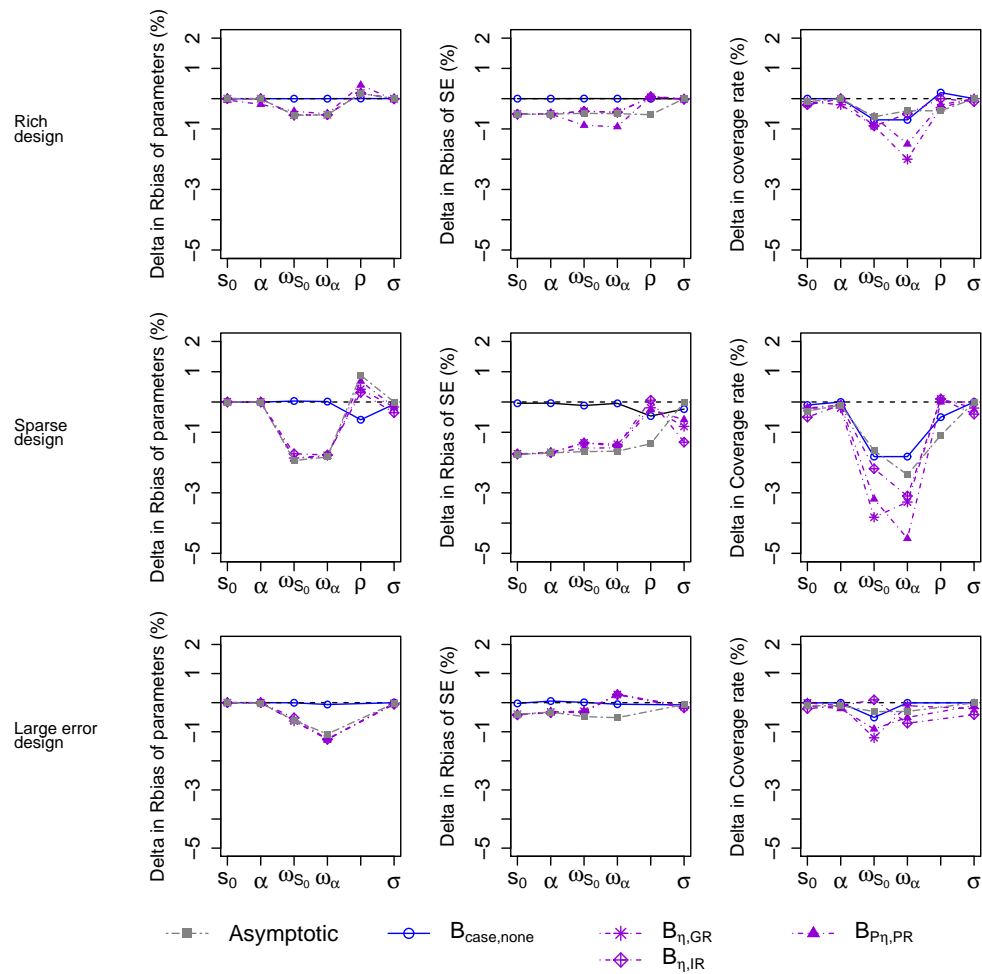 Rich
design
Delta in Rbias of parameters (%)
2
1
−1
−3
−5
s0 α ωS0 ωα ρ σ
Delta in Rbias of SE (%)
2
1
−1
−3
−5
s0 α ωS0 ωα ρ σ
Delta in coverage rate (%)
2
1
−1
−3
−5
s0 α ωS0 ωα ρ σ
Sparse
design
Delta in Rbias of parameters (%)
2
1
−1
−3
−5
s0 α ωS0 ωα ρ σ
Delta in Rbias of SE (%)
2
1
−1
−3
−5
s0 α ωS0 ωα ρ σ
Delta in Coverage rate (%)
2
1
−1
−3
−5
s0 α ωS0 ωα ρ σ
Large error
design
Delta in Rbias of parameters (%)
2
1
−1
−3
−5
s0 α ωS0 ωα σ
Delta in Rbias of SE (%)
2
1
−1
−3
−5
s0 α ωS0 ωα σ
Delta in Coverage rate (%)
2
1
−1
−3
−5
s0 α ωS0 ωα σ
Asymptotic
Bcase,none
Bη,GR
Bη,IR
BPη,PR